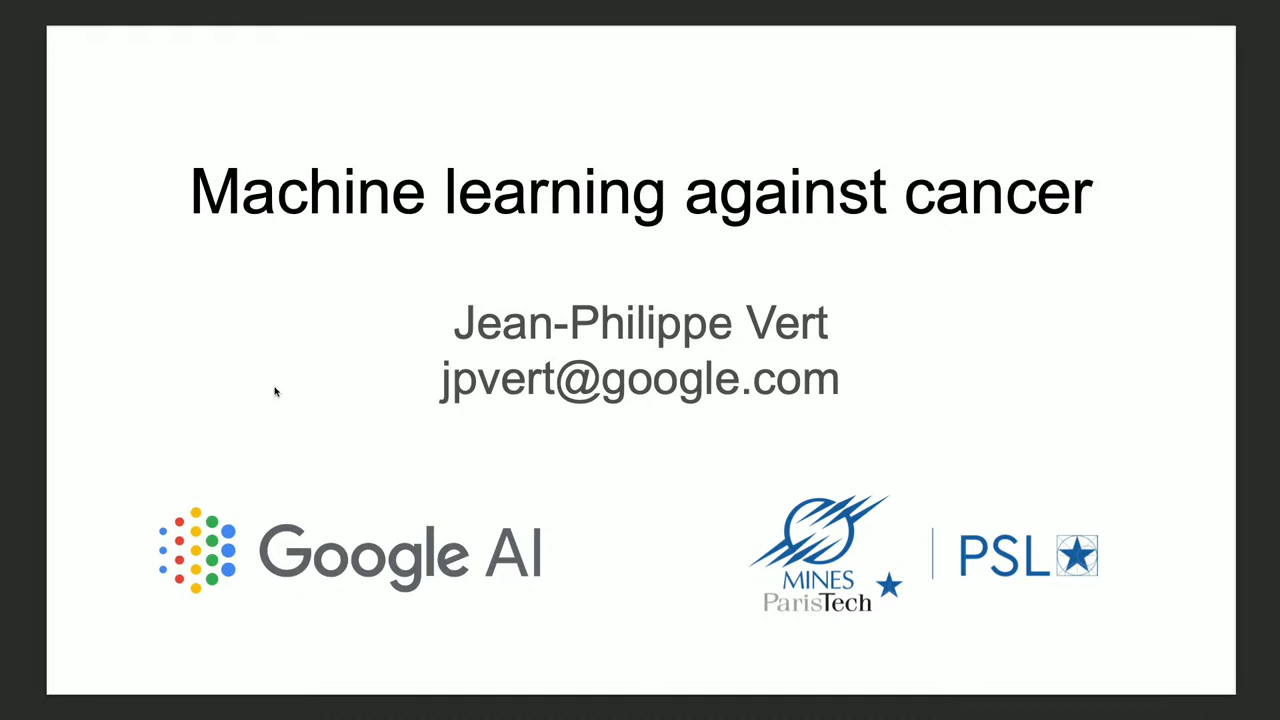 Machine learning against cancer
Jean-Philippe Vert
jpvert@google.com
Google AI
MINES
ParisTech
PSL